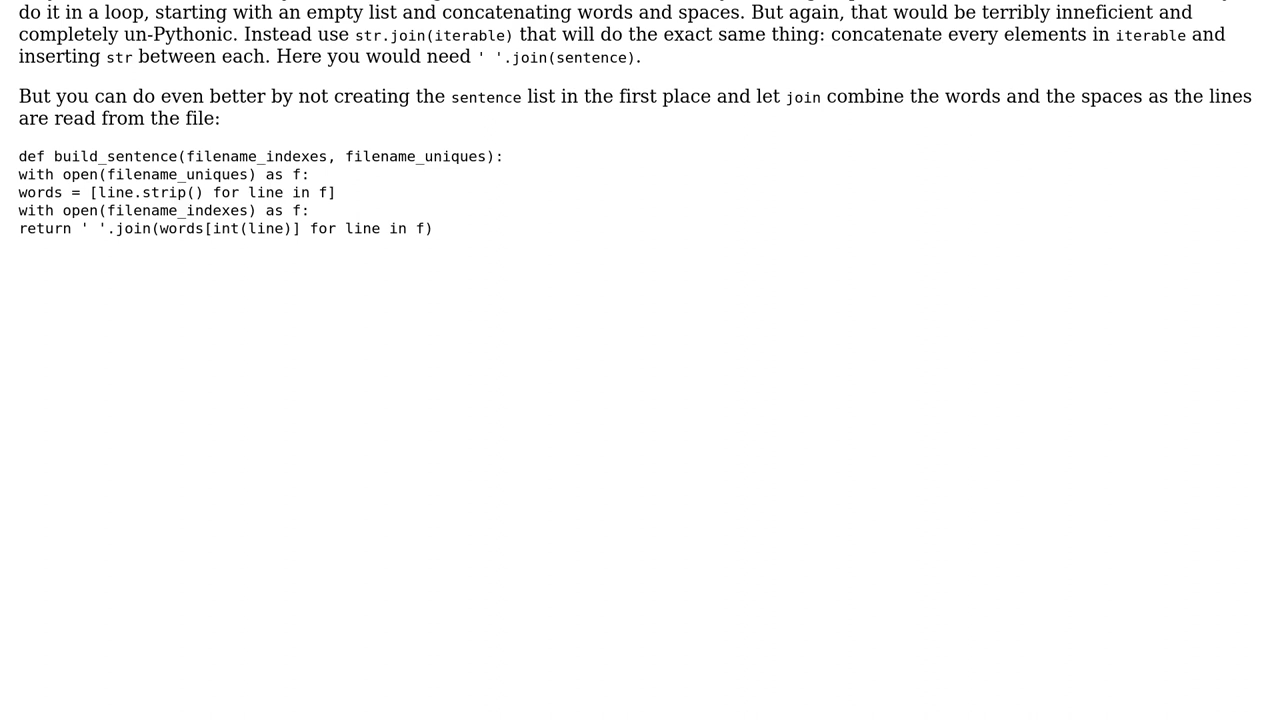 do it in a loop, starting with an empty list and concatenating words and spaces. But again, that would be terribly inneficient and
completely un-Pythonic. Instead use str.join(iterable) that will do the exact same thing: concatenate every elements in iterable and
inserting str between each. Here you would need ' '.join(sentence).
But you can do even better by not creating the sentence list in the first place and let join combine the words and the spaces as the lines
are read from the file:
def build_sentence(filename_indexes, filename_uniques):
with open(filename_uniques) as f:
words = [line.strip() for line in f]
with open(filename_indexes) as f:
return ' '.join(words[int(line)] for line in f)